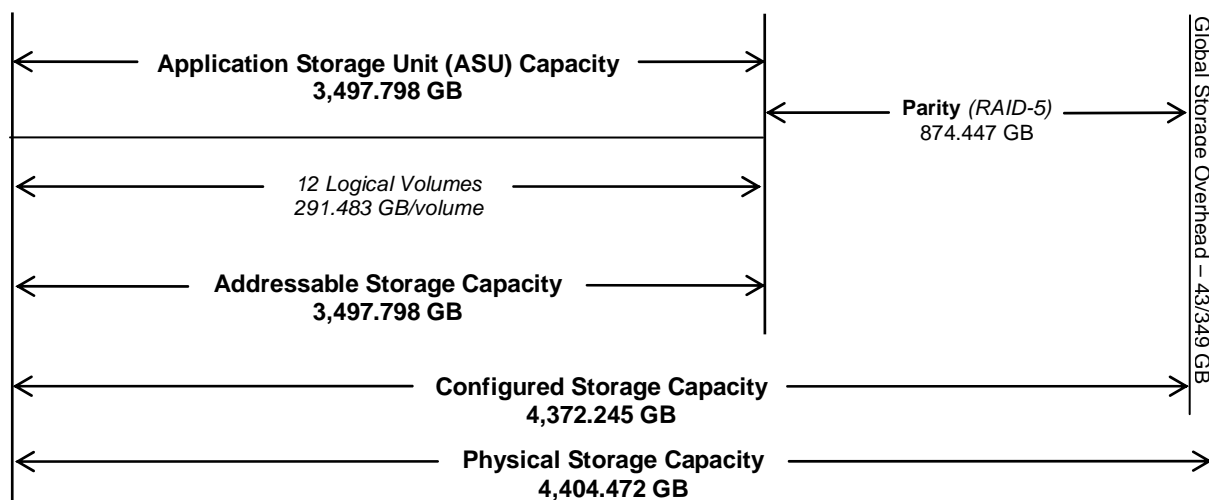 Application Storage Unit (ASU) Capacity
3,497.798 GB
Parity (RAID-5)
874.447 GB
12 Logical Volumes
291.483 GB/volume
Addressable Storage Capacity
3,497.798 GB
Configured Storage Capacity
4,372.245 GB
Physical Storage Capacity
4,404.472 GB
Global Storage Overhead – 43/349 GB